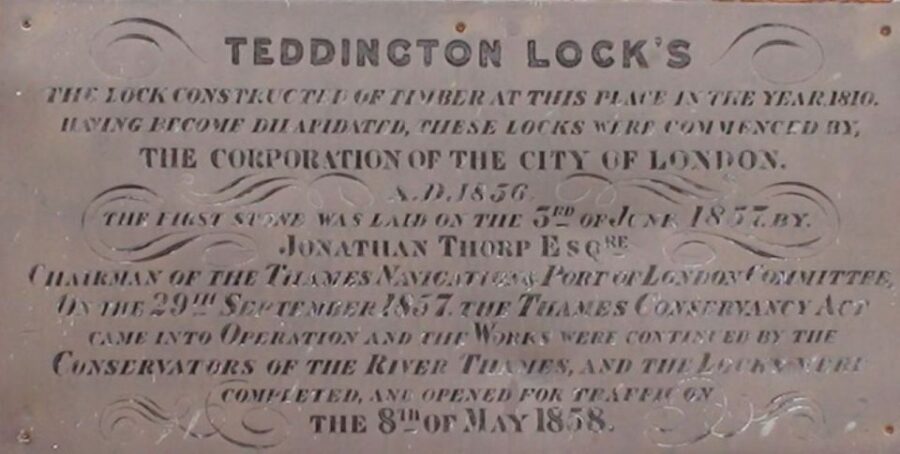 TEDDINGTON LOCK'S
THE LOCK CONSTRUCTED OF TIMBER AT THIS PLACE IN THE YEAR 1810.
HAVING BECOME DILAPIDATED, THESE LOCKS WERE COMMENCED BY,
THE CORPORATION OF THE CITY OF LONDON.
A.D. 1856.
THE FIRST STONE WAS LAID ON THE 3RD OF JUNE 1857. BY.
JONATHAN THORP ESQRE
CHAIRMAN OF THE THAMES NAVIGATION & PORT OF LONDON COMMITTEE,
ON THE 29TH SEPTEMBER 1857. THE THAMES CONSERVANCY ACT
CAME INTO OPERATION AND THE WORKS WERE CONTINUED BY THE
CONSERVATORS OF THE RIVER THAMES, AND THE LOCKS WERE
COMPLETED, AND OPENED FOR TRAFFIC ON
THE 8TH OF MAY 1858.